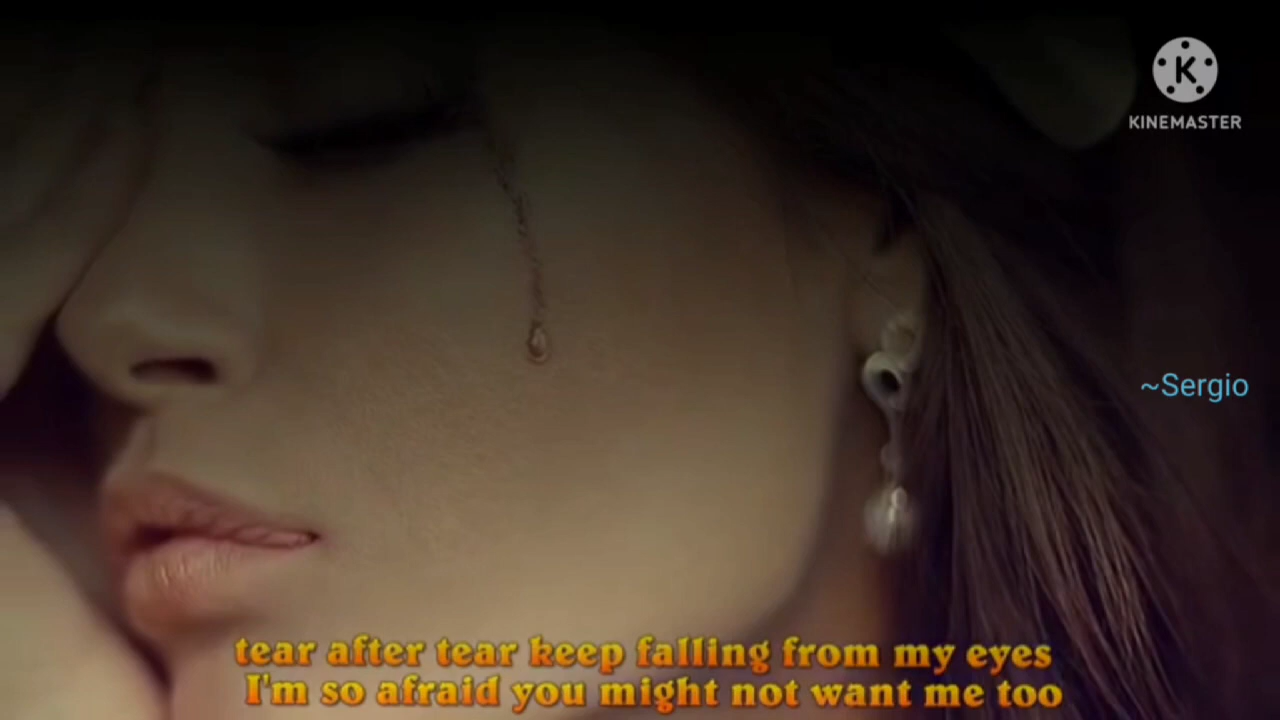 KINEMASTER
~Sergio
tear after tear keep falling from my eyes
I'm so afraid you might not want me too